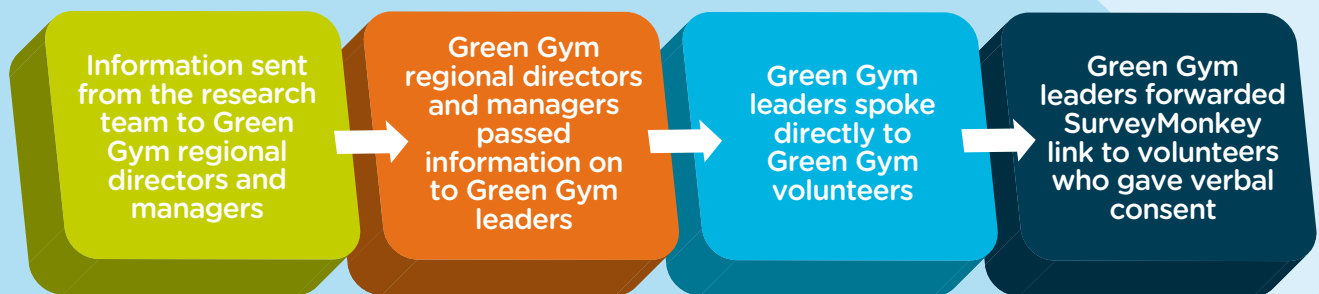 Information sent
from the research
team to Green
Gym regional
directors and
managers
Green Gym
regional directors
and managers
passed
information on
to Green Gym
leaders
Green Gym
leaders spoke
directly to
Green Gym
volunteers
Green Gym
leaders forwarded
SurveyMonkey
link to volunteers
who gave verbal
consent